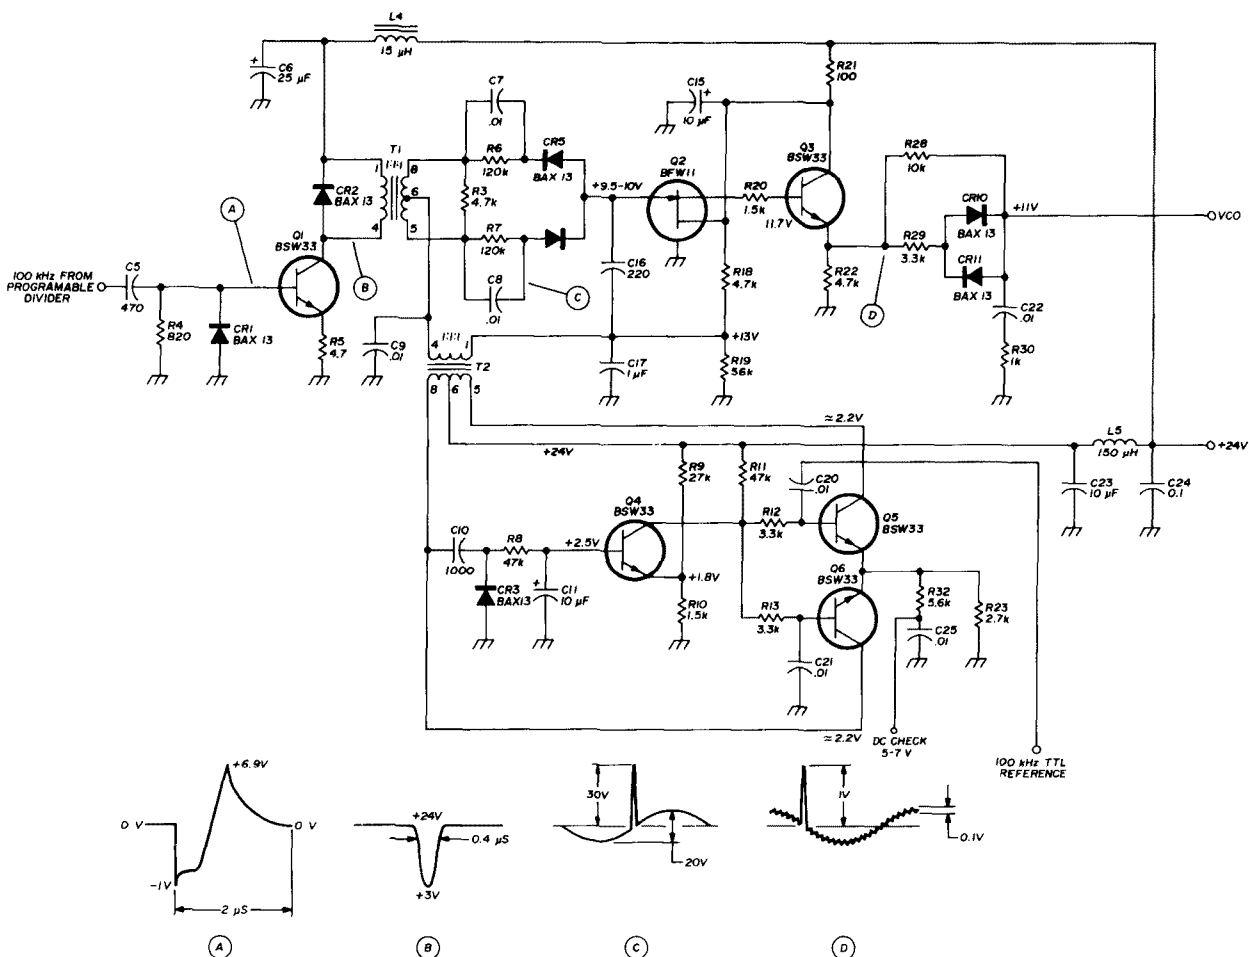 L4
15 µH
+
C6
25 µF
R21
100
C7
.01
C15
+
10 µF
T1
1
8
R6
120k
CR5
BAX 13
Q2
BFW11
Q3
BSW33
R28
10k
CR2
BAX 13
6
R3
4.7k
+9.5-10V
R20
1.5k
CR10
BAX 13
+11V
VCO
A
4
5
R7
120k
11.7V
R29
3.3k
Q1
BSW33
B
C16
220
R18
4.7k
R22
4.7k
D
CR11
BAX 13
100 kHz FROM
PROGRAMABLE
DIVIDER
C5
470
C8
.01
C
C22
.01
R4
820
CR1
BAX 13
R5
4.7
C9
.01
4
1
T2
+13V
C17
1 µF
R19
56k
R30
1k
8
6
5
≈2.2V
+24V
L5
150 µH
+24V
R9
27k
R11
47k
C20
.01
C23
10 µF
C24
0.1
Q4
BSW33
R12
3.3k
Q5
BSW33
C10
1000
R8
47k
+2.5V
CR3
BAX13
+
C11
10 µF
+1.8V
R10
1.5k
Q6
BSW33
R13
3.3k
R32
5.6k
R23
2.7k
C25
.01
C21
.01
≈2.2V
DC CHECK
5-7 V
100 kHz TTL
REFERENCE
+6.9V
0 V
0 V
-1V
2 µS
+24V
0.4 µS
+3V
30V
20V
1V
0.1V
A
B
C
D